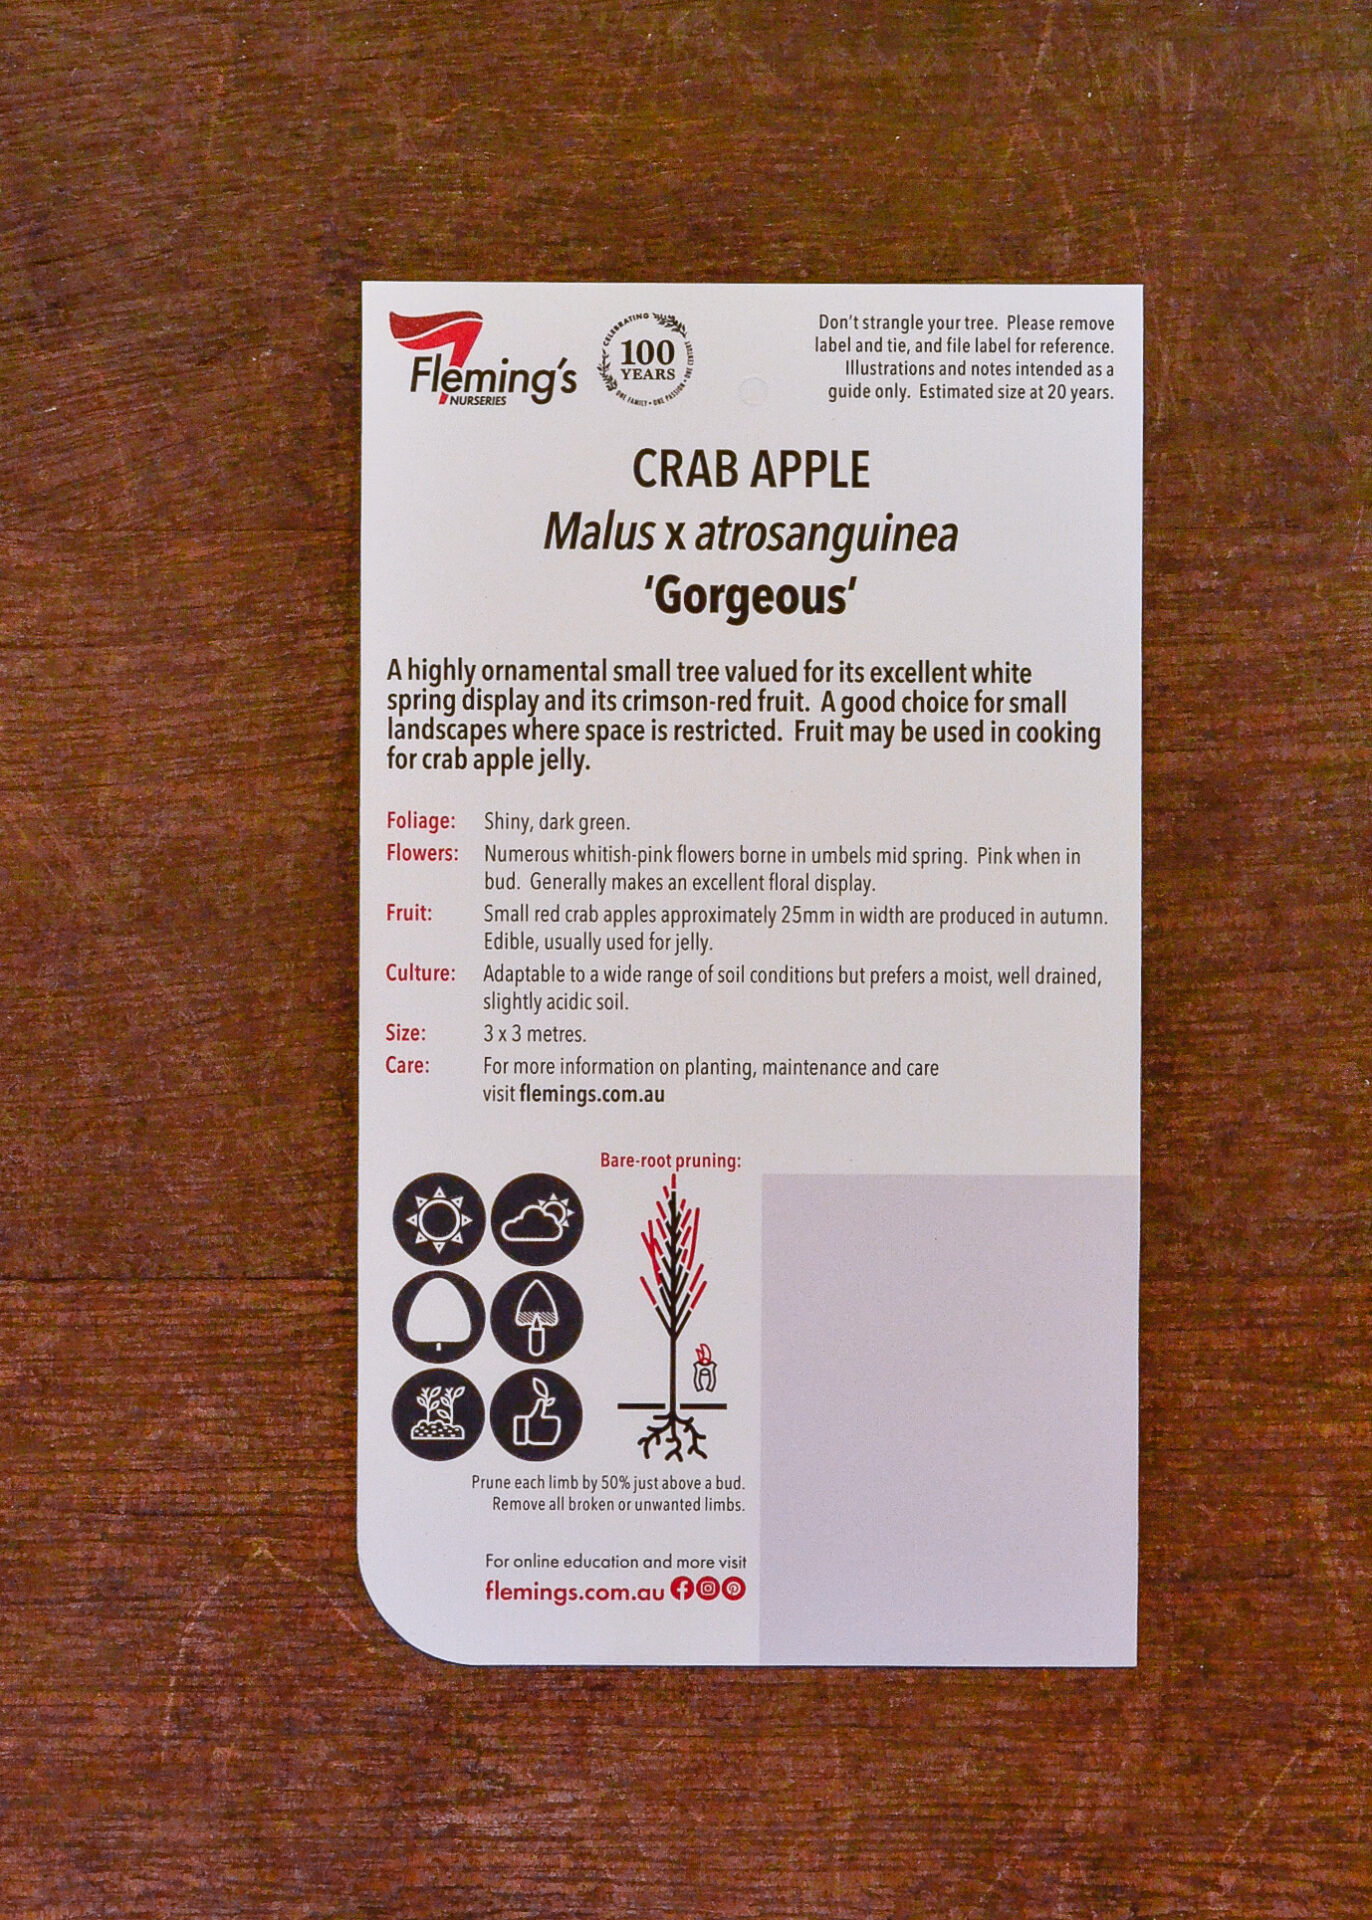 Fleming's
NURSERIES
CELEBRATING
100
YEARS
ONE FAMILY • ONE PASSION • ONE CENTURY
Don't strangle your tree. Please remove
label and tie, and file label for reference.
Illustrations and notes intended as a
guide only. Estimated size at 20 years.
CRAB APPLE
Malus x atrosanguinea
'Gorgeous'
A highly ornamental small tree valued for its excellent white
spring display and its crimson-red fruit. A good choice for small
landscapes where space is restricted. Fruit may be used in cooking
for crab apple jelly.
Foliage: Shiny, dark green.
Flowers: Numerous whitish-pink flowers borne in umbels mid spring. Pink when in
bud. Generally makes an excellent floral display.
Fruit: Small red crab apples approximately 25mm in width are produced in autumn.
Edible, usually used for jelly.
Culture: Adaptable to a wide range of soil conditions but prefers a moist, well drained,
slightly acidic soil.
Size: 3 x 3 metres.
Care: For more information on planting, maintenance and care
visit flemings.com.au
Bare-root pruning:
Prune each limb by 50% just above a bud.
Remove all broken or unwanted limbs.
For online education and more visit
flemings.com.au